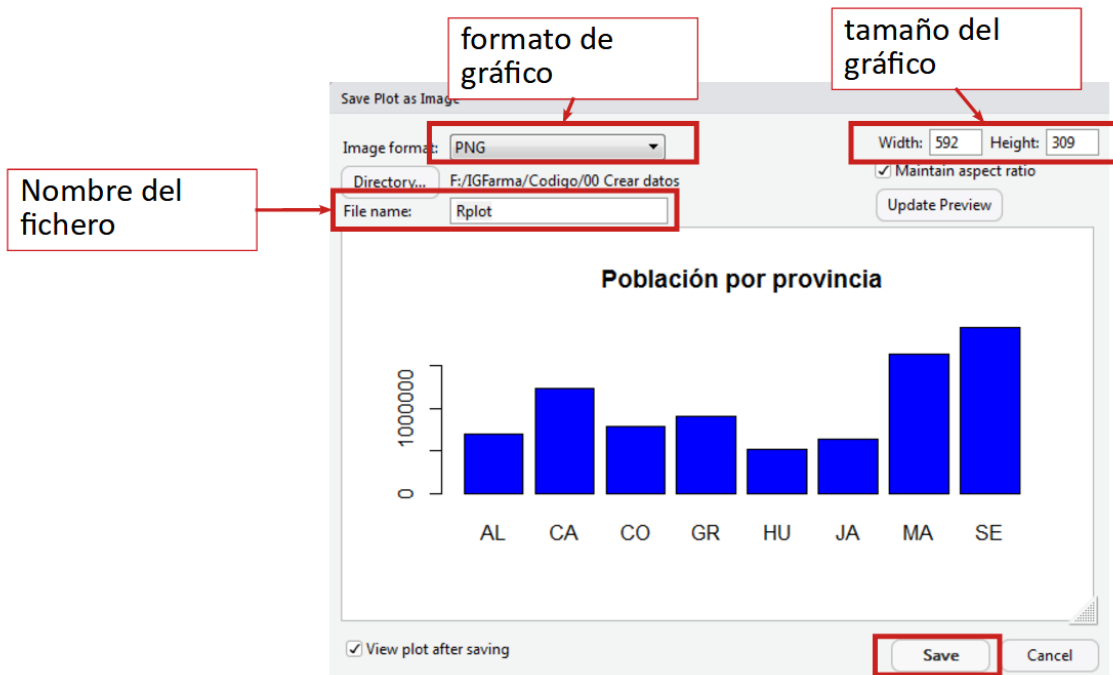 formato de
gráfico
tamaño del
gráfico
Save Plot as Image
Image format: PNG
Width: 592 Height: 309
Maintain aspect ratio
Directory... F:/IGFarma/Codigo/00 Crear datos
Nombre del
fichero
File name: Rplot
Update Preview
Población por provincia
1000000
0
AL CA CO GR HU JA MA SE
View plot after saving
Save Cancel